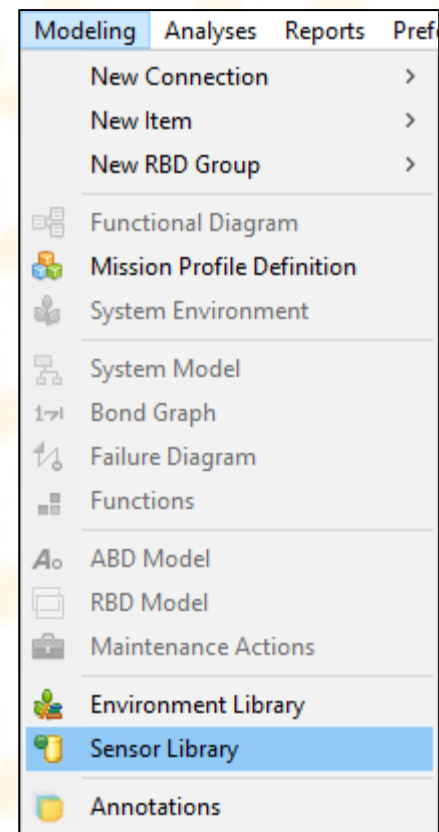 Modeling Analyses Reports Pref
New Connection >
New Item >
New RBD Group >
Functional Diagram
Mission Profile Definition
System Environment
System Model
Bond Graph
Failure Diagram
Functions
ABD Model
RBD Model
Maintenance Actions
Environment Library
Sensor Library
Annotations